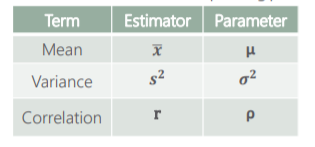 Term Estimator Parameter
Mean x̅ μ
Variance s² σ²
Correlation r ρ